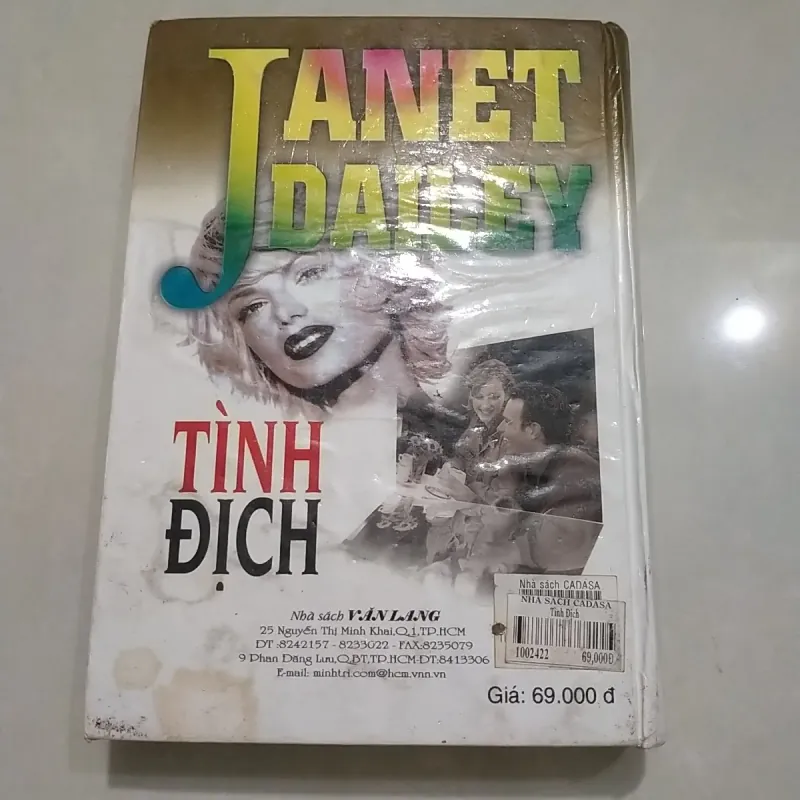 JANET
DAILEY
TÌNH
ĐỊCH
Nhà sách VĂN LANG
25 Nguyễn Thị Minh Khai,Q.1,TP.HCM
ĐT :8242157 - 8233022 - FAX:8235079
9 Phan Đăng Lưu,Q.BT,TP.HCM-ĐT:8413306
E-mail: minhtri.com@hcm.vnn.vn
Nhà sách CADASA
NHÀ SÁCH CADASA
Tình Địch
1002422 69,000Đ
Giá: 69.000 đ